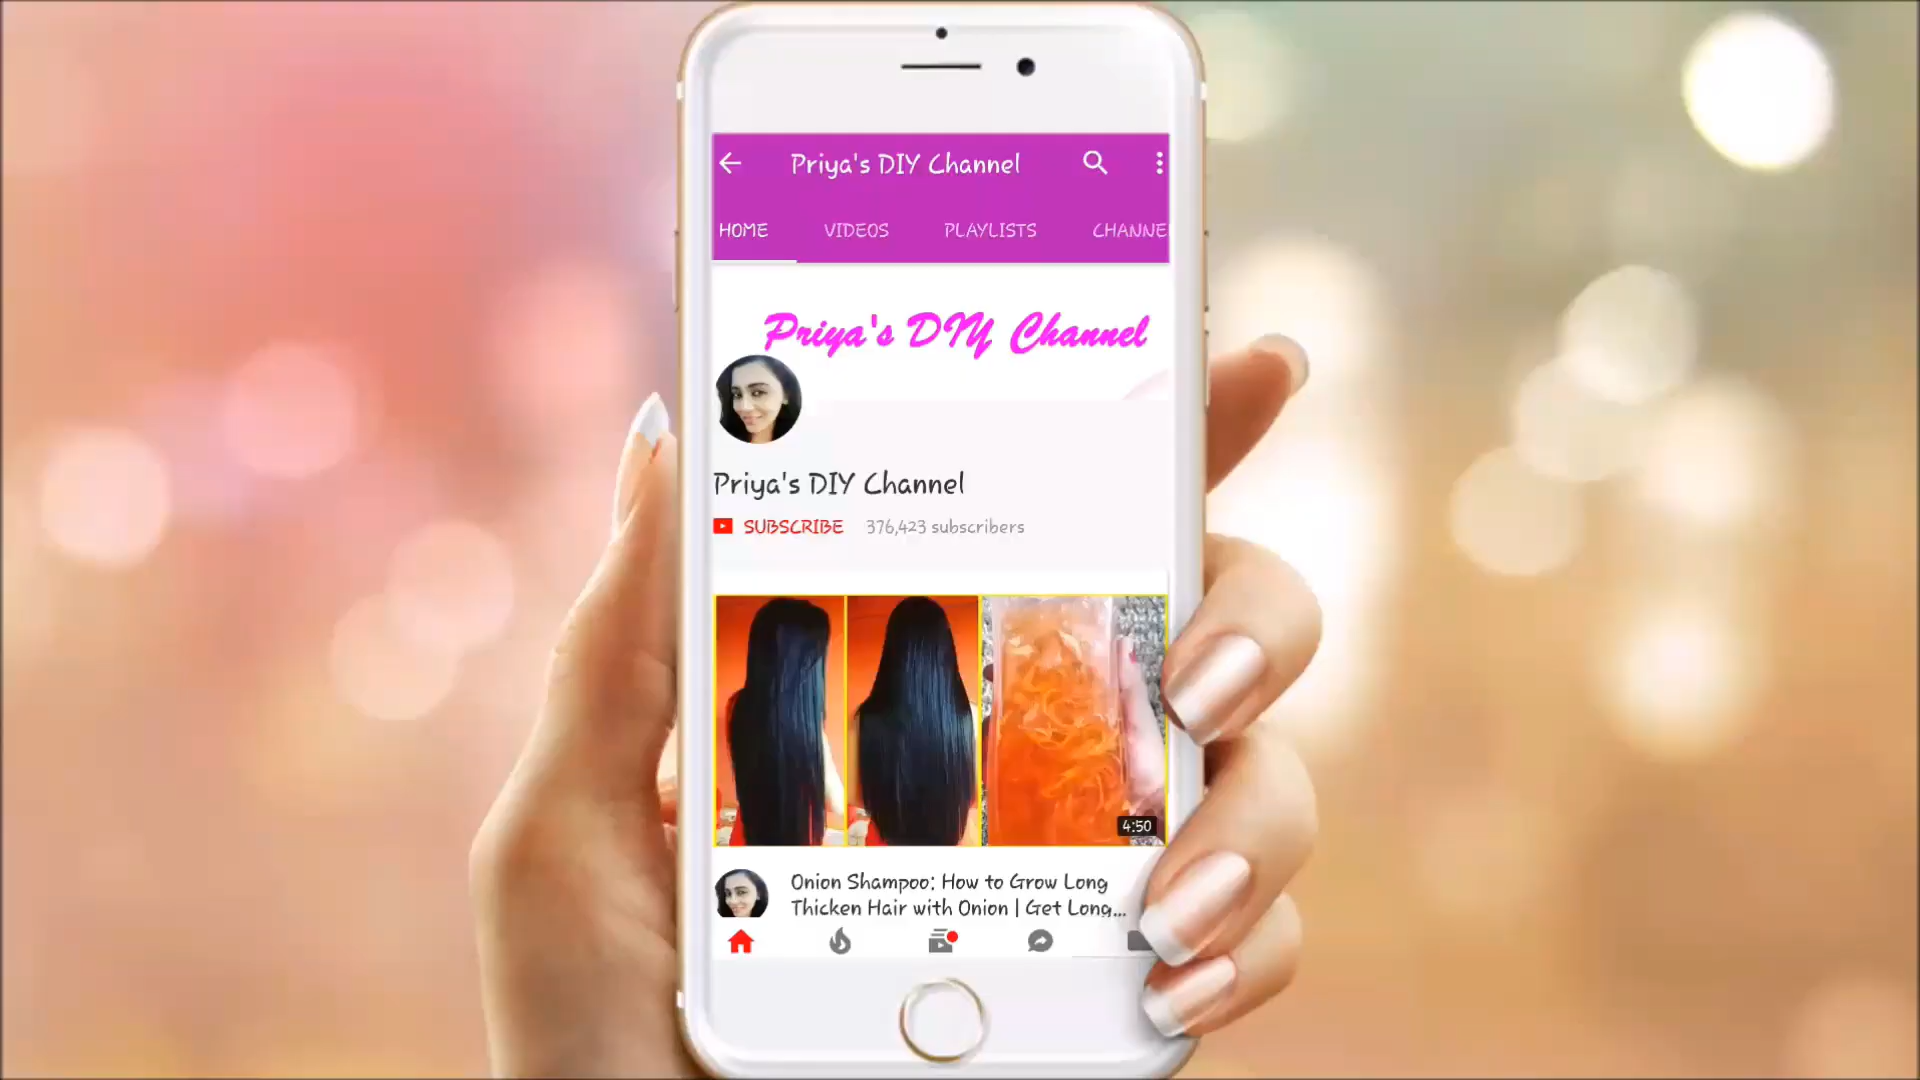 Priya's DIY Channel
HOME VIDEOS PLAYLISTS CHANNE
Priya's DIY Channel
Priya's DIY Channel
SUBSCRIBE 376,423 subscribers
4:50
Onion Shampoo: How to Grow Long
Thicken Hair with Onion | Get Long...